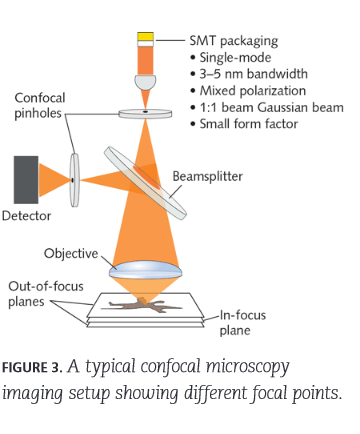 SMT packaging
• Single-mode
• 3–5 nm bandwidth
• Mixed polarization
• 1:1 beam Gaussian beam
• Small form factor
Confocal
pinholes
Beamsplitter
Detector
Objective
Out-of-focus
planes
In-focus
plane
FIGURE 3. A typical confocal microscopy
imaging setup showing different focal points.